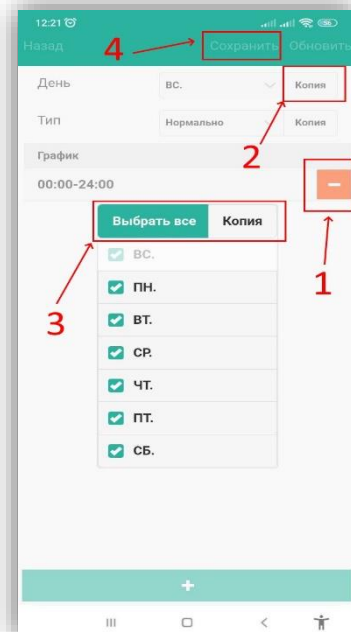 12:21
Назад Сохранить Обновить
4
День ВС. Копия
Тип Нормально Копия
2
График
00:00-24:00 −
Выбрать все Копия
1
3
ВС.
ПН.
ВТ.
СР.
ЧТ.
ПТ.
СБ.
+